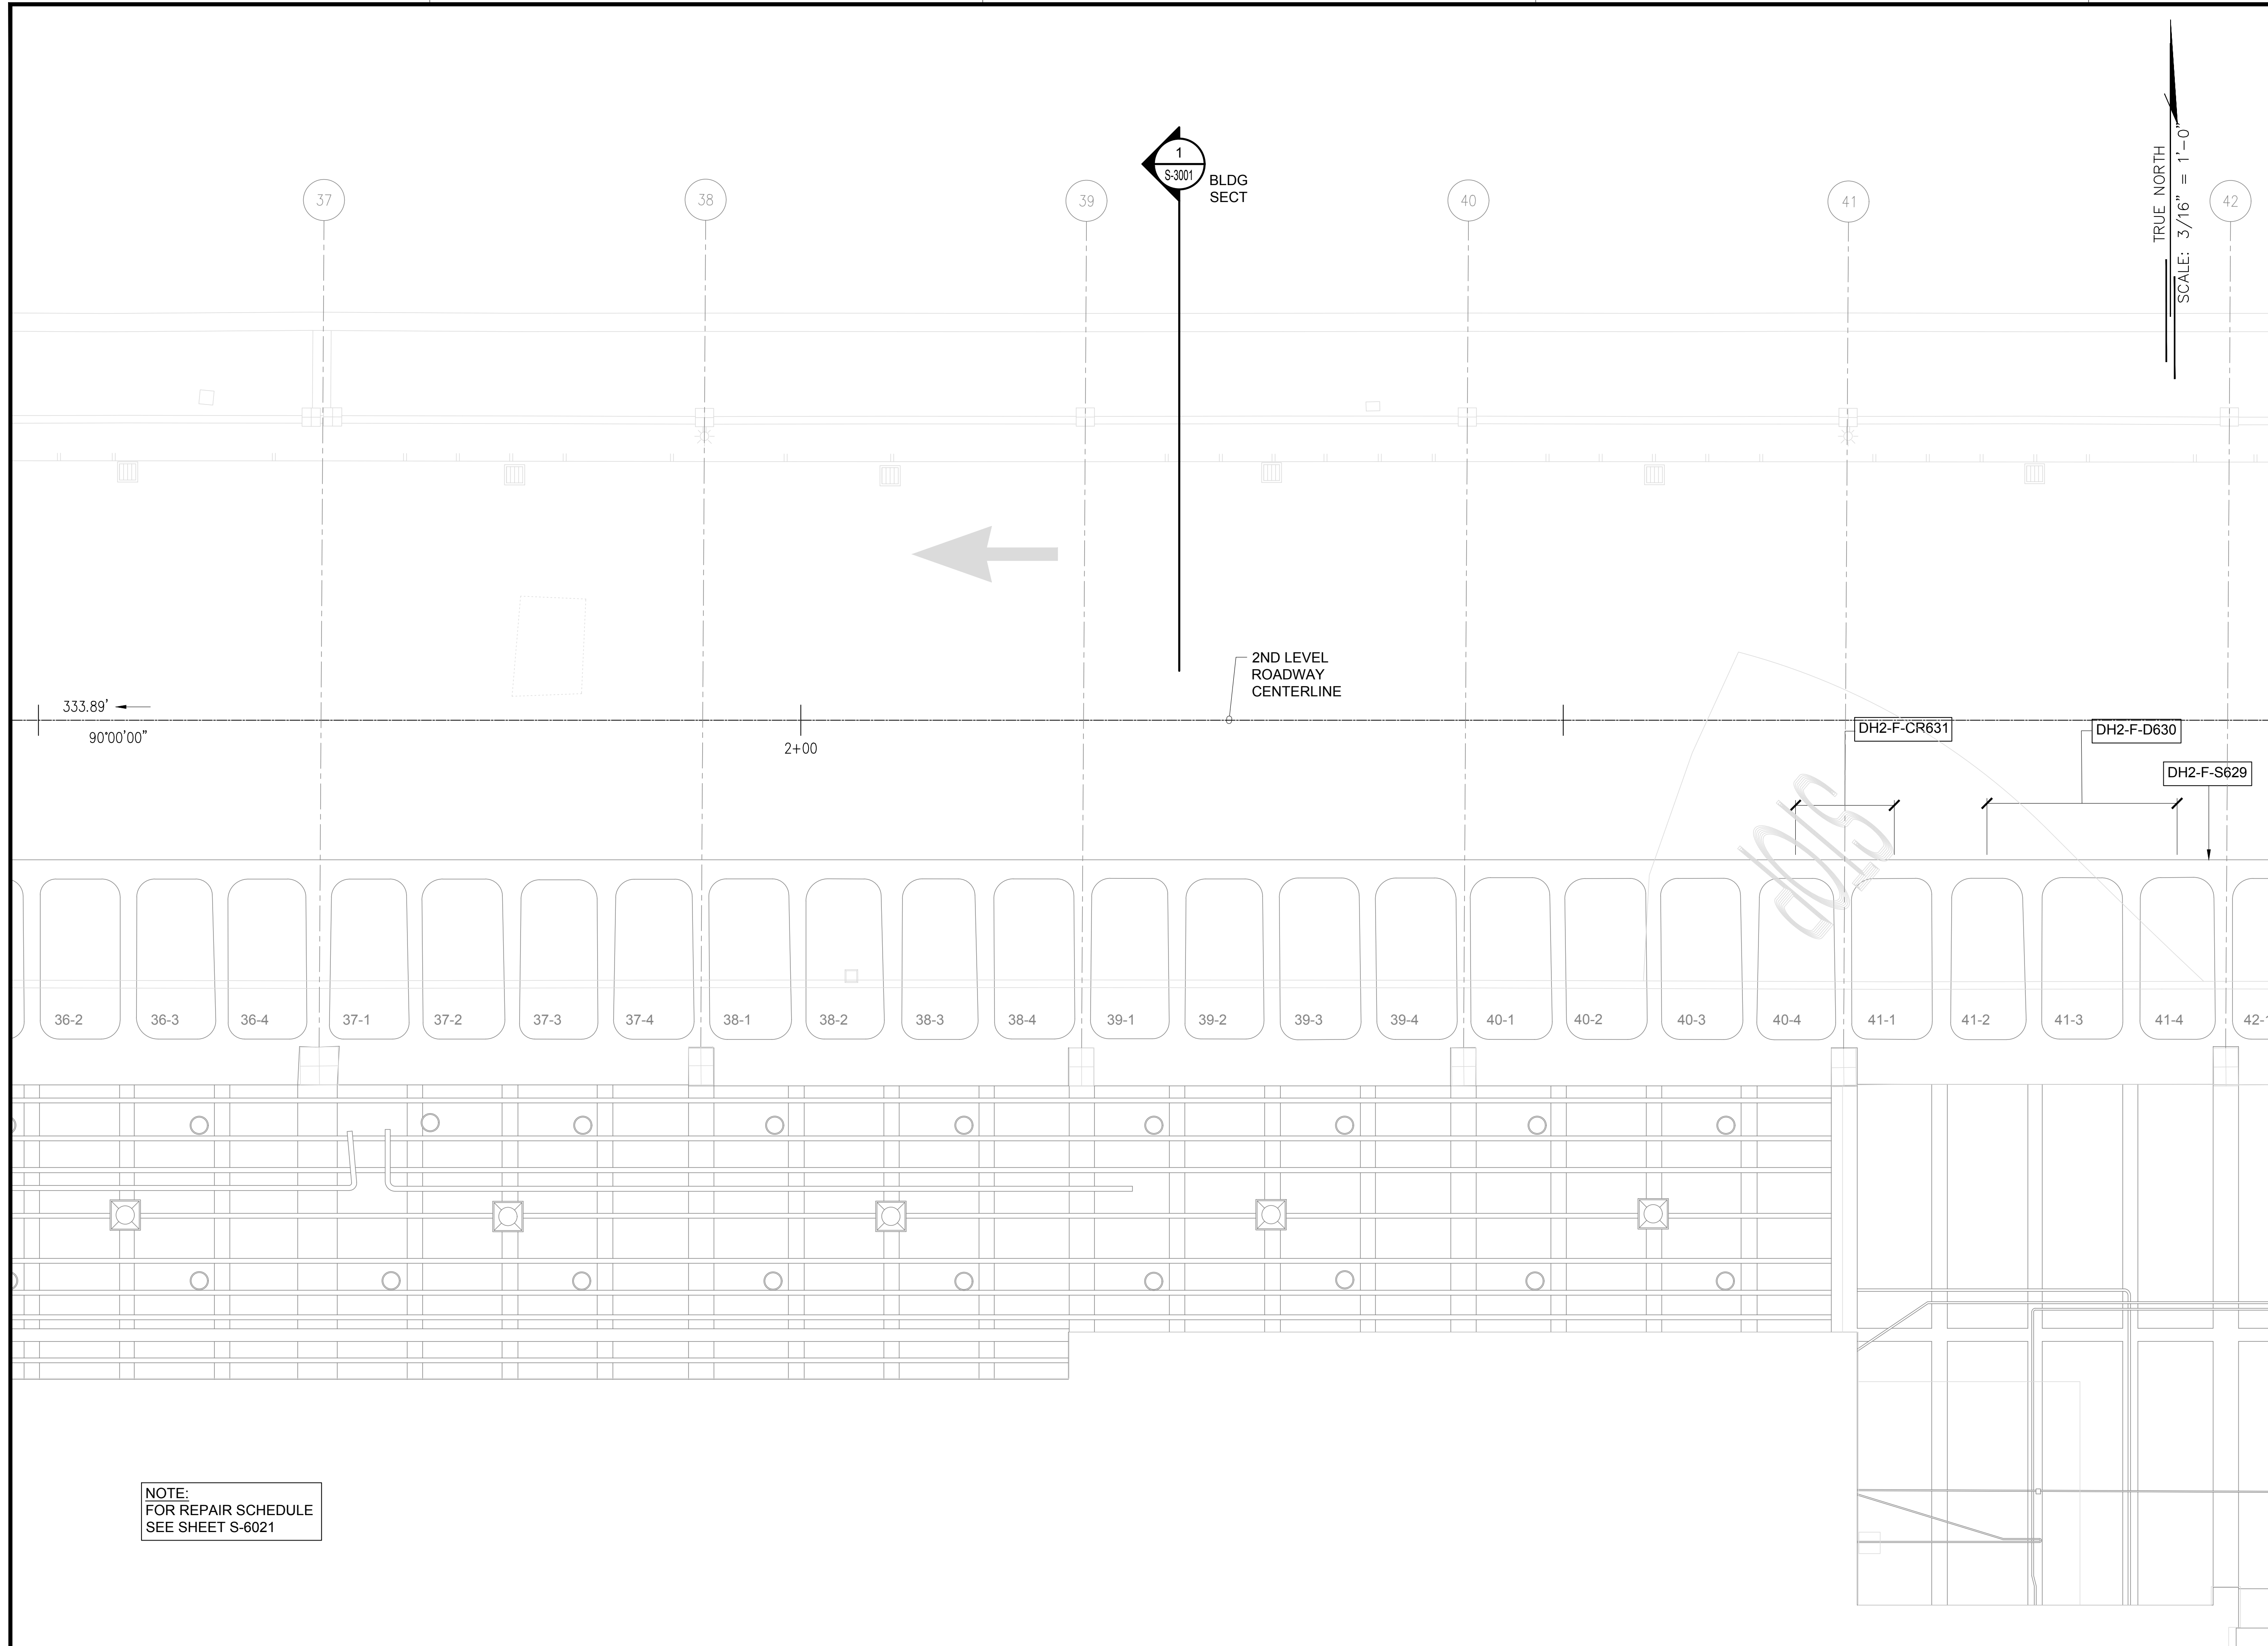 1
S-3001
BLDG
SECT
TRUE NORTH
SCALE: 3/16" = 1'-0"
37
38
39
40
41
42
2ND LEVEL
ROADWAY
CENTERLINE
333.89'
90°00'00"
2+00
DH2-F-CR631
DH2-F-D630
DH2-F-S629
36-2
36-3
36-4
37-1
37-2
37-3
37-4
38-1
38-2
38-3
38-4
39-1
39-2
39-3
39-4
40-1
40-2
40-3
40-4
41-1
41-2
41-3
41-4
42-1
NOTE:
FOR REPAIR SCHEDULE
SEE SHEET S-6021